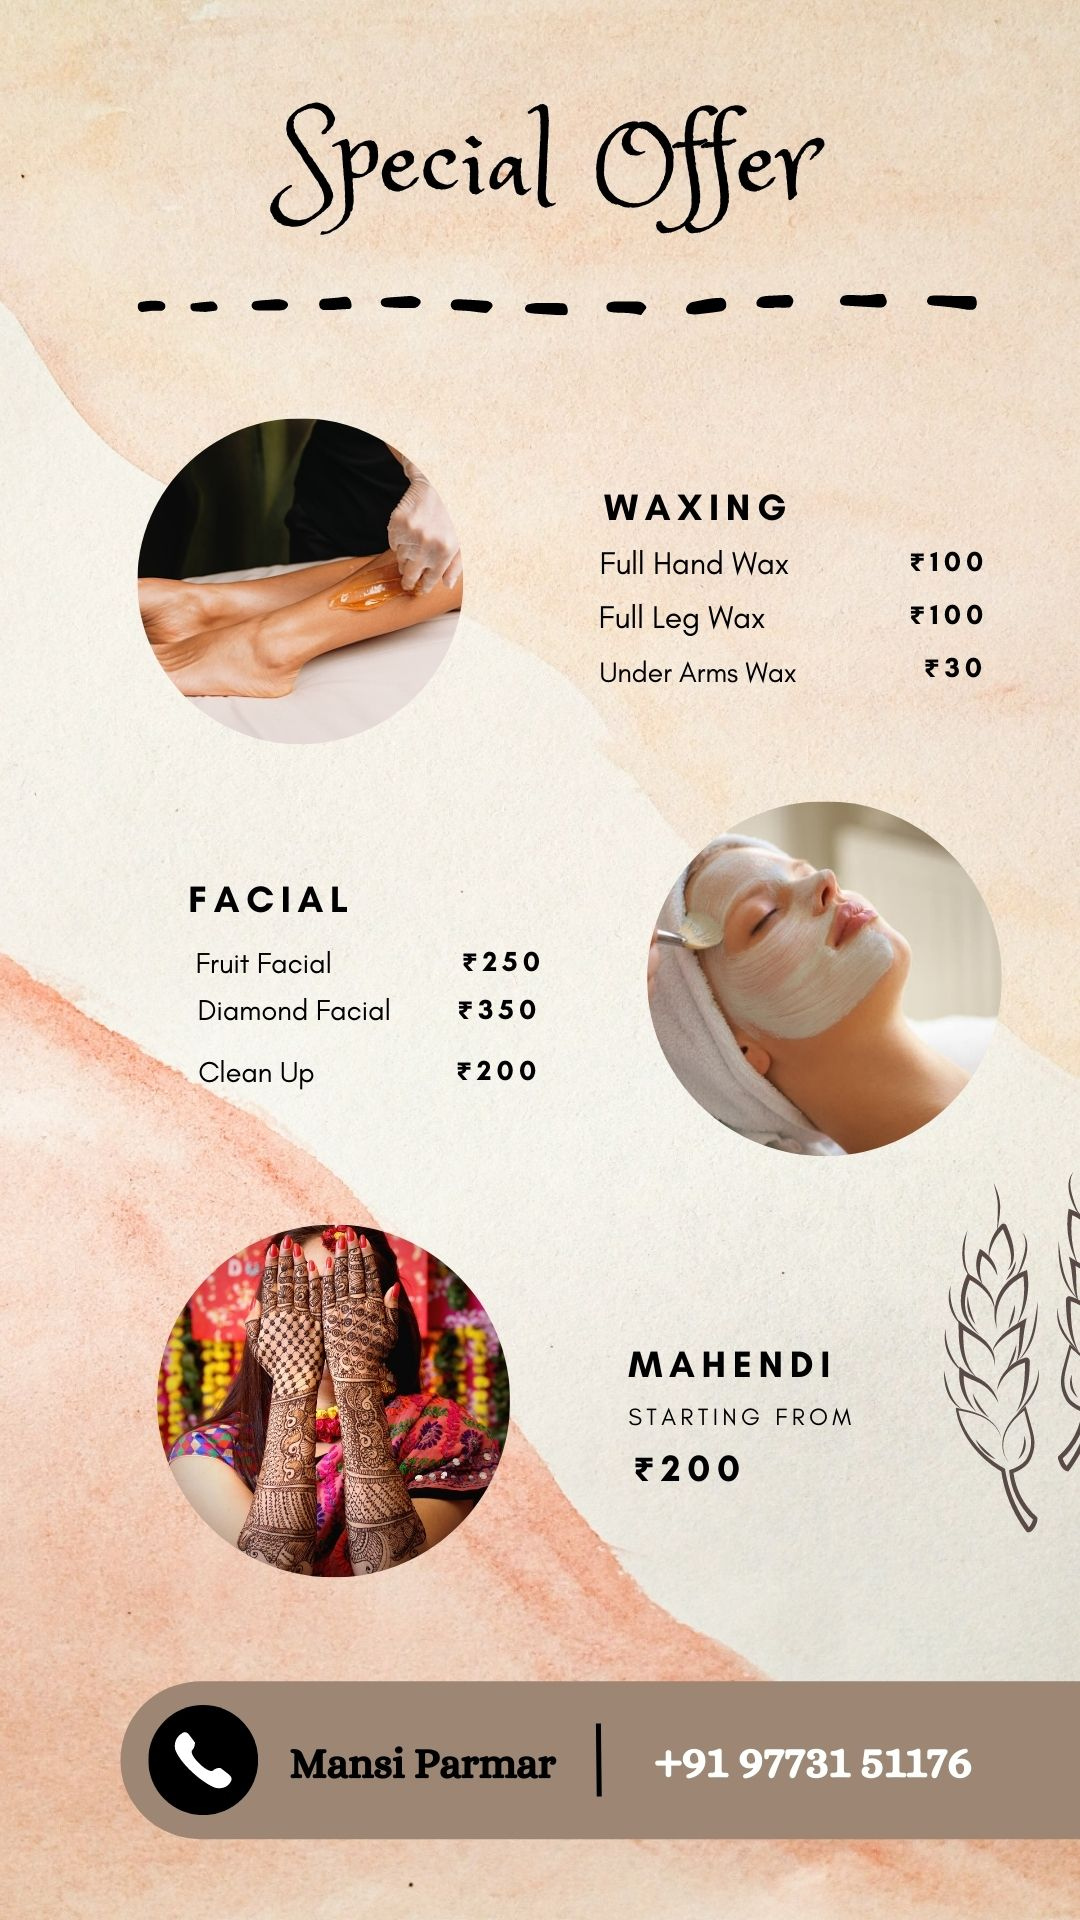 Special Offer
WAXING
Full Hand Wax ₹100
Full Leg Wax ₹100
Under Arms Wax ₹30
FACIAL
Fruit Facial ₹250
Diamond Facial ₹350
Clean Up ₹200
MAHENDI
STARTING FROM
₹200
Mansi Parmar | +91 97731 51176